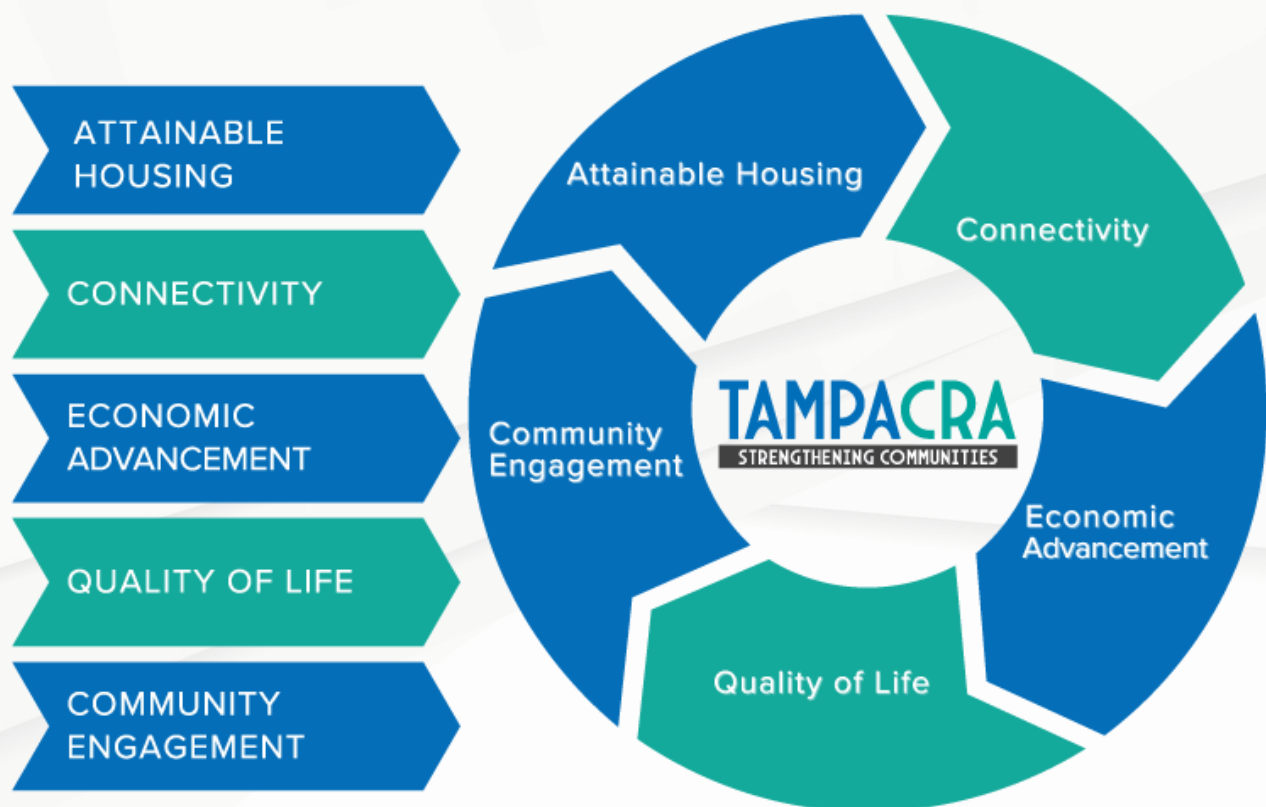 ATTAINABLE
HOUSING
CONNECTIVITY
ECONOMIC
ADVANCEMENT
QUALITY OF LIFE
COMMUNITY
ENGAGEMENT
Attainable Housing
Connectivity
Economic
Advancement
Quality of Life
Community
Engagement
TAMPACRA
STRENGTHENING COMMUNITIES